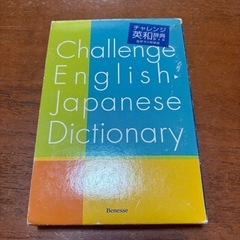 チャレンジ
英和辞典
Challenge
English-
Japanese
Dictionary
Benesse